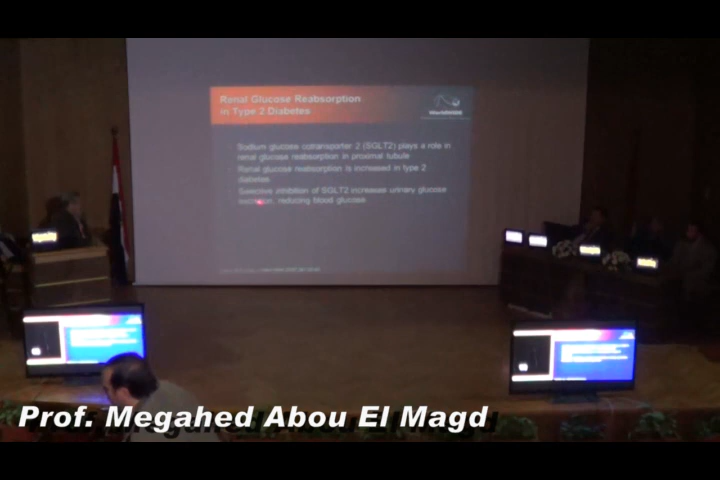 Renal Glucose Reabsorption
in Type 2 Diabetes
Sodium glucose cotransporter 2 (SGLT2) plays a role in
renal glucose reabsorption in proximal tubule
Renal glucose reabsorption is increased in type 2
diabetes
Selective inhibition of SGLT2 increases urinary glucose
excretion, reducing blood glucose
Prof. Megahed Abou El Magd